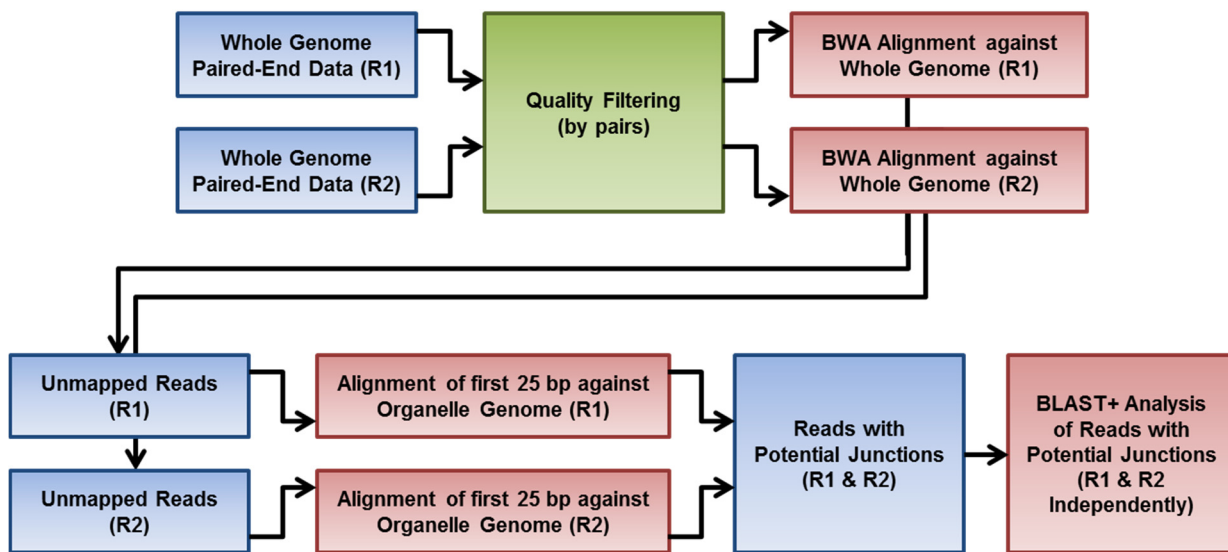 Whole Genome
Paired-End Data (R1)
Quality Filtering
(by pairs)
BWA Alignment against
Whole Genome (R1)
Whole Genome
Paired-End Data (R2)
BWA Alignment against
Whole Genome (R2)
Unmapped Reads
(R1)
Alignment of first 25 bp against
Organelle Genome (R1)
Unmapped Reads
(R2)
Alignment of first 25 bp against
Organelle Genome (R2)
Reads with
Potential Junctions
(R1 & R2)
BLAST+ Analysis
of Reads with
Potential Junctions
(R1 & R2
Independently)